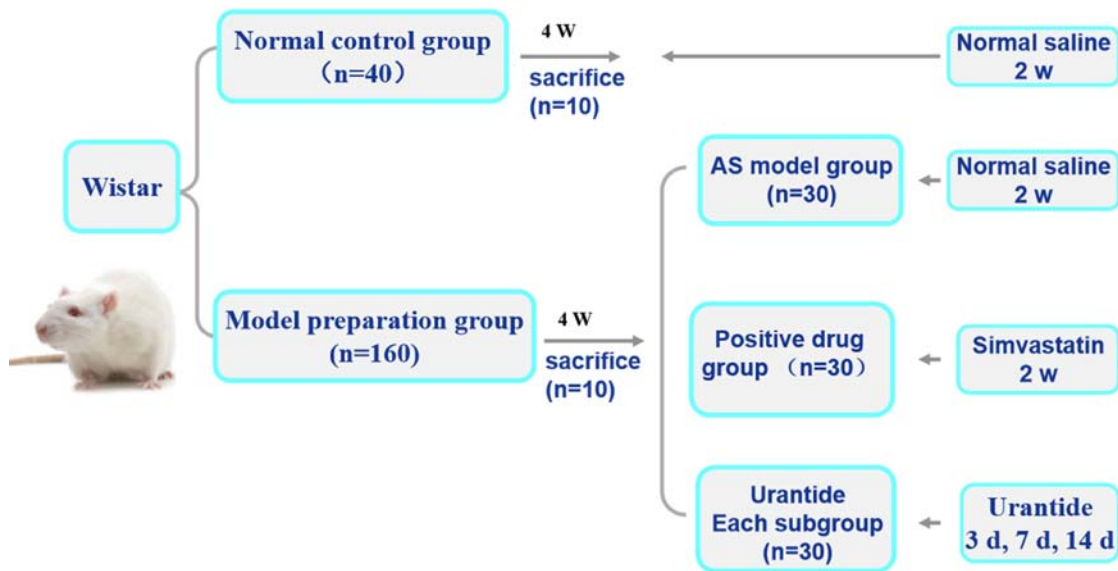 Wistar
Normal control group
（n=40）
4 W
sacrifice
(n=10)
Normal saline
2 w
Model preparation group
(n=160)
4 W
sacrifice
(n=10)
AS model group
(n=30)
Normal saline
2 w
Positive drug
group （n=30）
Simvastatin
2 w
Urantide
Each subgroup
(n=30)
Urantide
3 d, 7 d, 14 d